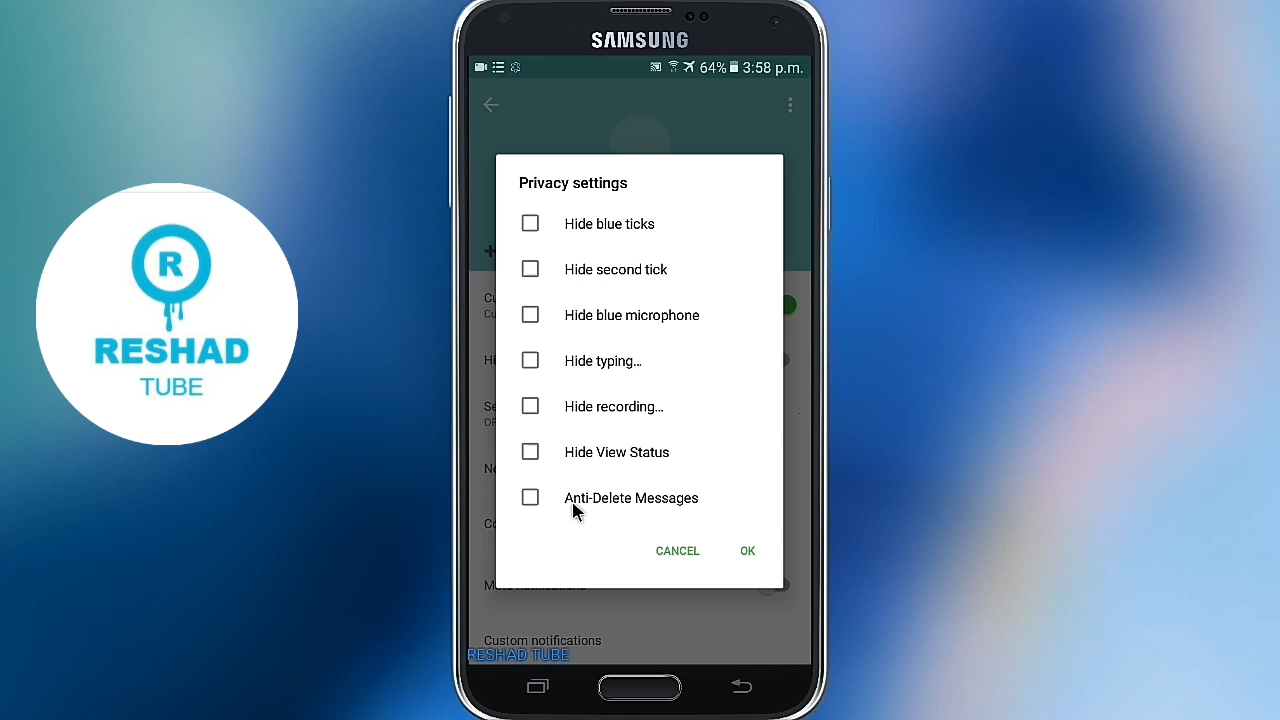 SAMSUNG
64% 3:58 p.m.
Privacy settings
Hide blue ticks
Hide second tick
Hide blue microphone
Hide typing...
Hide recording...
Hide View Status
Anti-Delete Messages
CANCEL OK
Custom notifications
RESHAD TUBE
R
RESHAD
TUBE